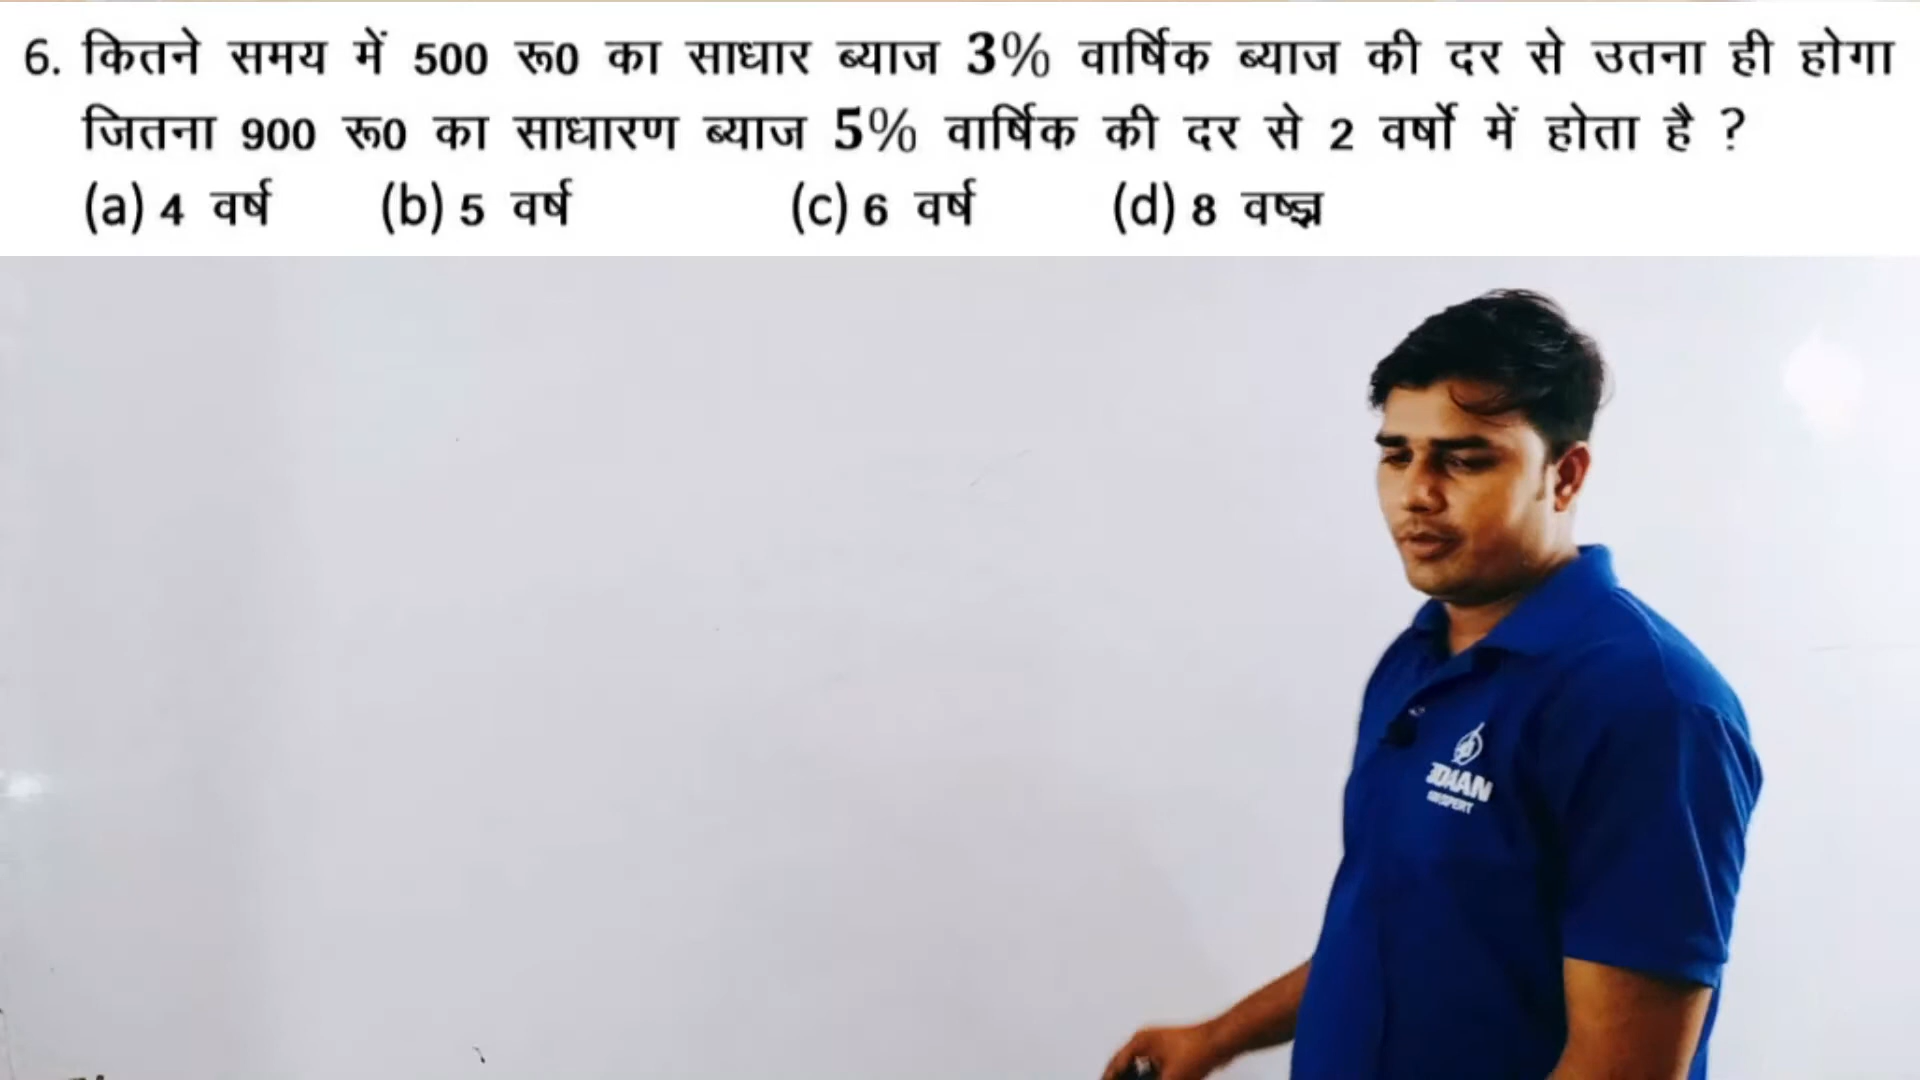 6. कितने समय में 500 रू0 का साधार ब्याज 3% वार्षिक ब्याज की दर से उतना ही होगा
जितना 900 रू0 का साधारण ब्याज 5% वार्षिक की दर से 2 वर्षो में होता है ?
(a) 4 वर्ष (b) 5 वर्ष (c) 6 वर्ष (d) 8